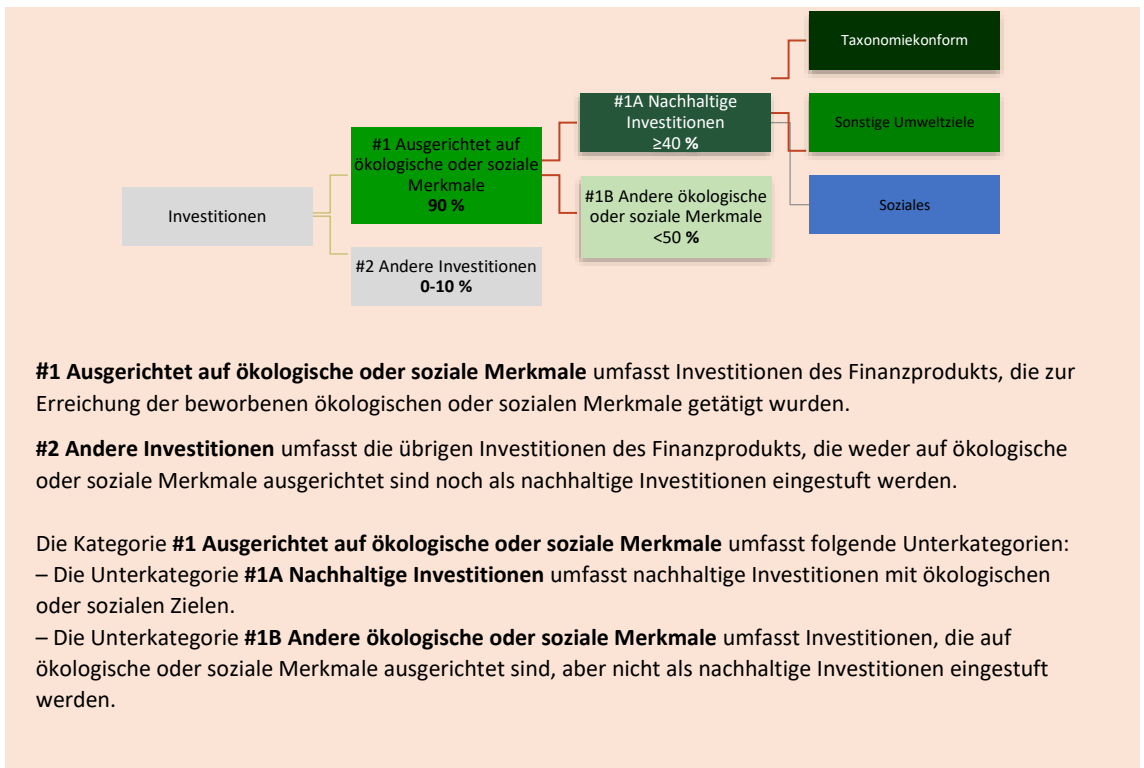 Taxonomiekonform
#1A Nachhaltige
Investitionen
≥40 %
Sonstige Umweltziele
#1 Ausgerichtet auf
ökologische oder soziale
Merkmale
90 %
#1B Andere ökologische
oder soziale Merkmale
<50 %
Soziales
Investitionen
#2 Andere Investitionen
0-10 %
#1 Ausgerichtet auf ökologische oder soziale Merkmale umfasst Investitionen des Finanzprodukts, die zur
Erreichung der beworbenen ökologischen oder sozialen Merkmale getätigt wurden.
#2 Andere Investitionen umfasst die übrigen Investitionen des Finanzprodukts, die weder auf ökologische
oder soziale Merkmale ausgerichtet sind noch als nachhaltige Investitionen eingestuft werden.
Die Kategorie #1 Ausgerichtet auf ökologische oder soziale Merkmale umfasst folgende Unterkategorien:
– Die Unterkategorie #1A Nachhaltige Investitionen umfasst nachhaltige Investitionen mit ökologischen
oder sozialen Zielen.
– Die Unterkategorie #1B Andere ökologische oder soziale Merkmale umfasst Investitionen, die auf
ökologische oder soziale Merkmale ausgerichtet sind, aber nicht als nachhaltige Investitionen eingestuft
werden.